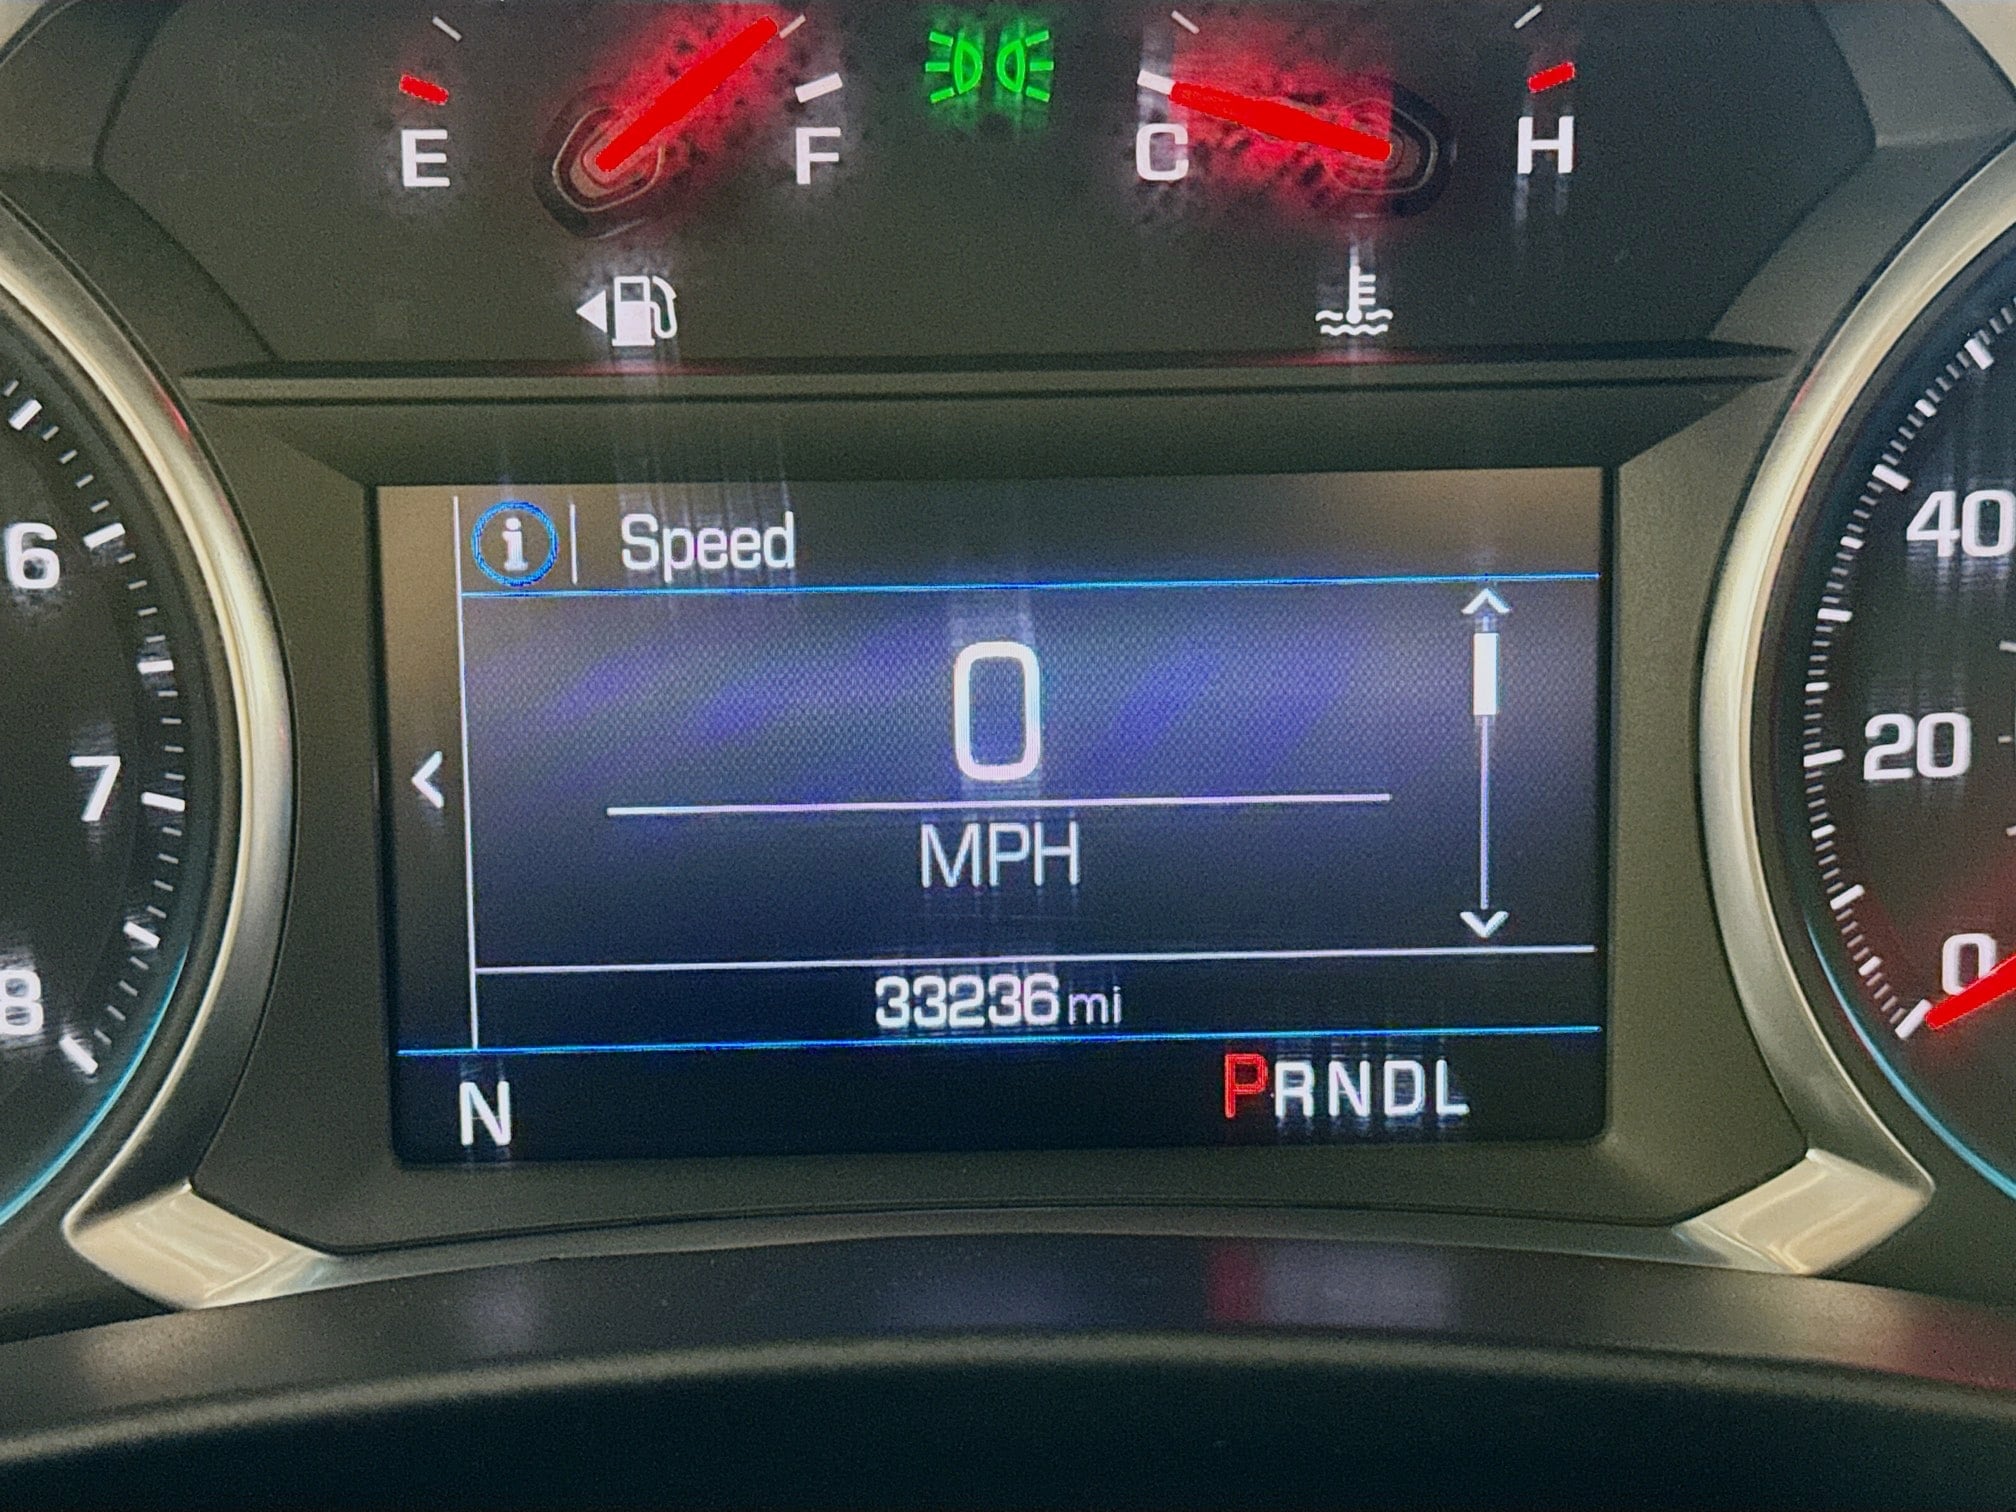 E F C H
Speed
0
MPH
33236 mi
N PRNDL
6
7
8
40
20
0